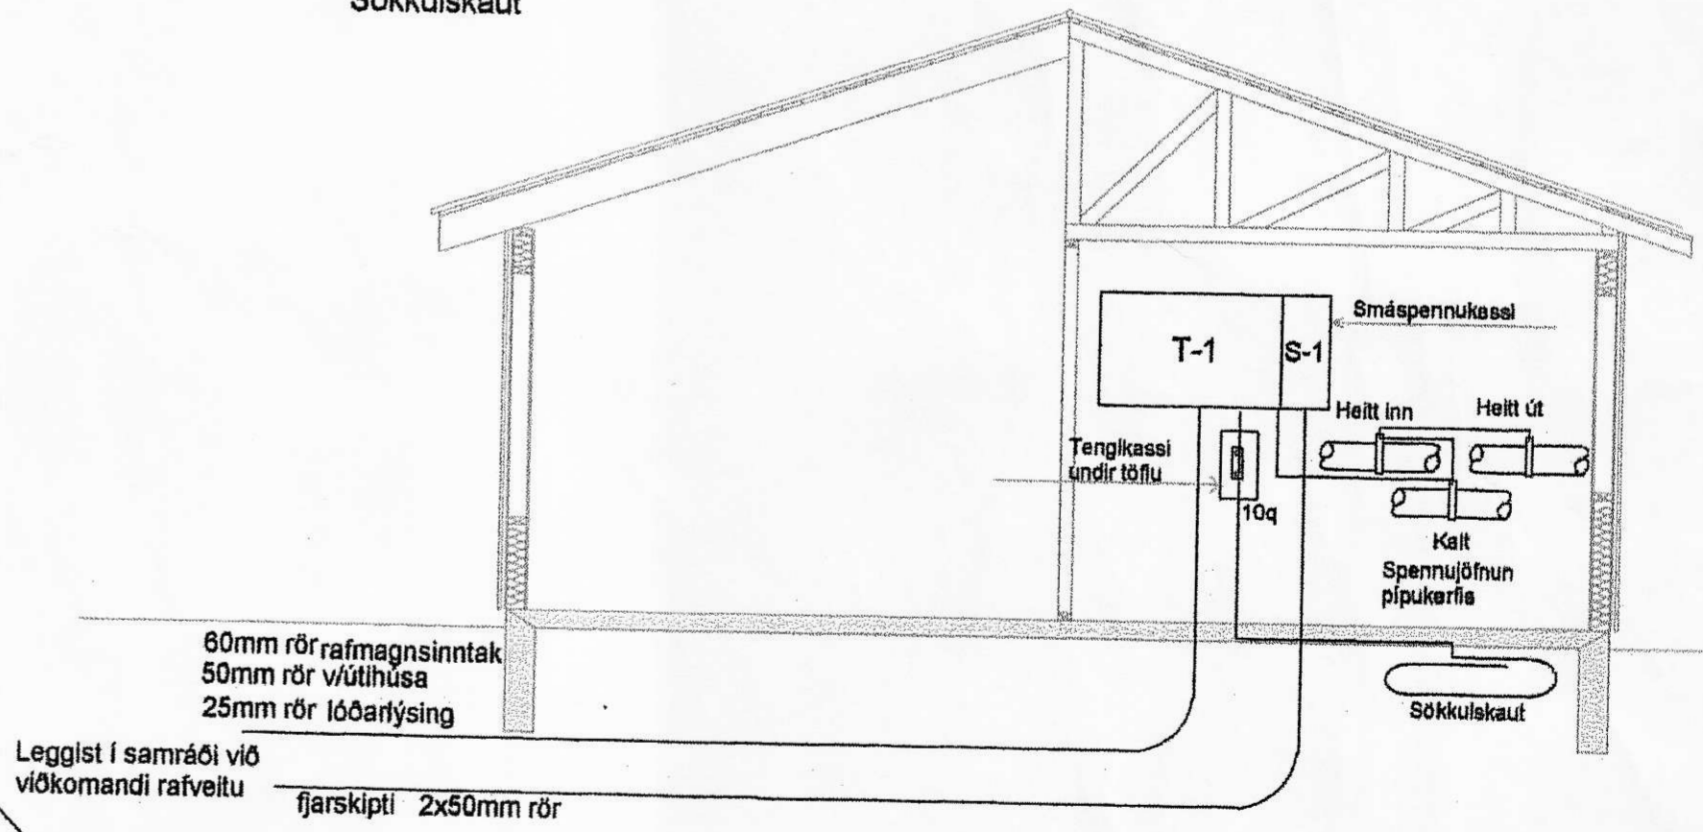 Sökkulskaut
Smáspennukassi
T-1
S-1
Heitt inn
Heitt út
Tengikassi
undir töflu
10q
Kalt
Spennujöfnun
pípukerfis
60mm rör rafmagnsinntak
50mm rör v/útihúsa
25mm rör lóðarlýsing
Sökkulskaut
Leggist í samráði við
viðkomandi rafveitu
fjarskipti 2x50mm rör